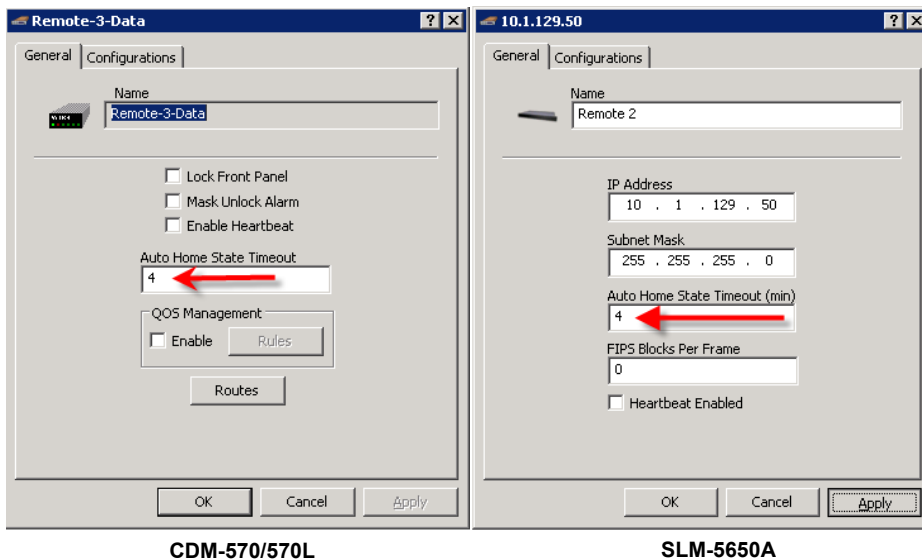 Remote-3-Data
General Configurations
Name
Remote-3-Data
Lock Front Panel
Mask Unlock Alarm
Enable Heartbeat
Auto Home State Timeout
4
QOS Management
Enable Rules
Routes
OK Cancel Apply
CDM-570/570L
10.1.129.50
General Configurations
Name
Remote 2
IP Address
10 . 1 . 129 . 50
Subnet Mask
255 . 255 . 255 . 0
Auto Home State Timeout (min)
4
FIPS Blocks Per Frame
0
Heartbeat Enabled
OK Cancel Apply
SLM-5650A